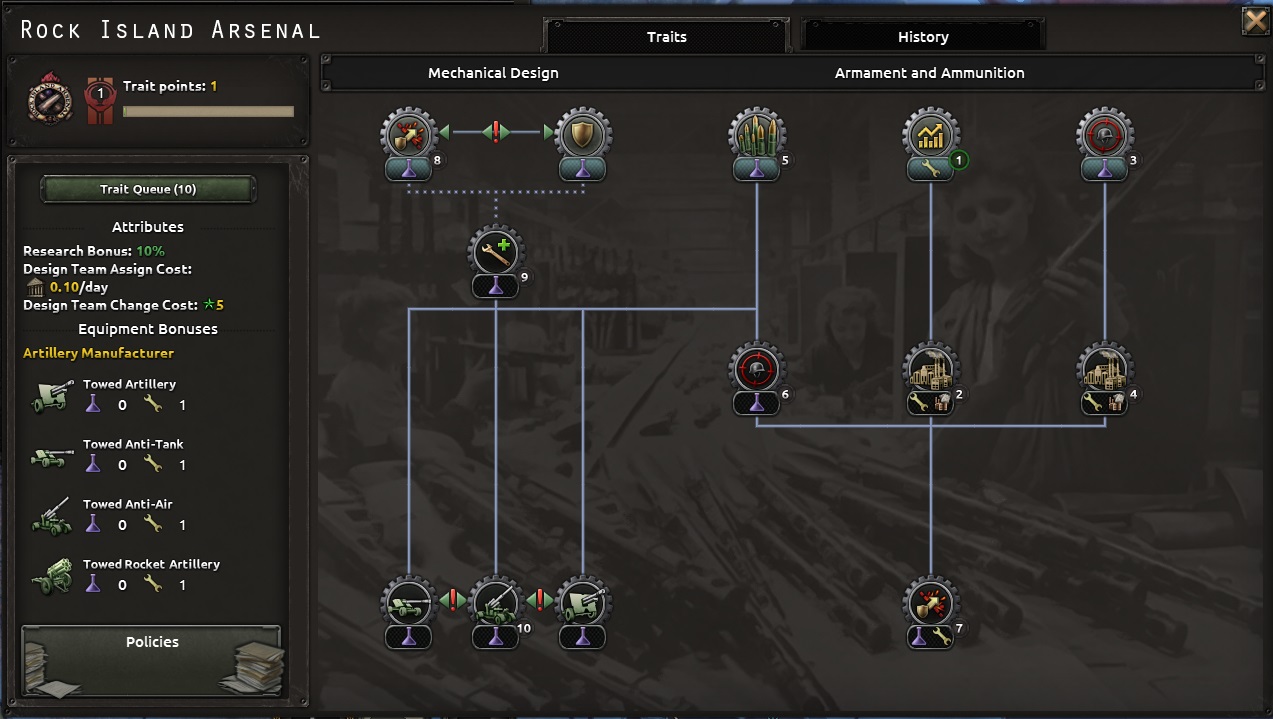 ROCK ISLAND ARSENAL
Traits
History
Trait points: 1
1
Mechanical Design
Armament and Ammunition
8
5
1
3
Trait Queue (10)
Attributes
Research Bonus: 10%
Design Team Assign Cost:
0.10/day
Design Team Change Cost: 5
Equipment Bonuses
Artillery Manufacturer
Towed Artillery
0 1
Towed Anti-Tank
0 1
Towed Anti-Air
0 1
Towed Rocket Artillery
0 1
Policies
9
6
2
4
10
7